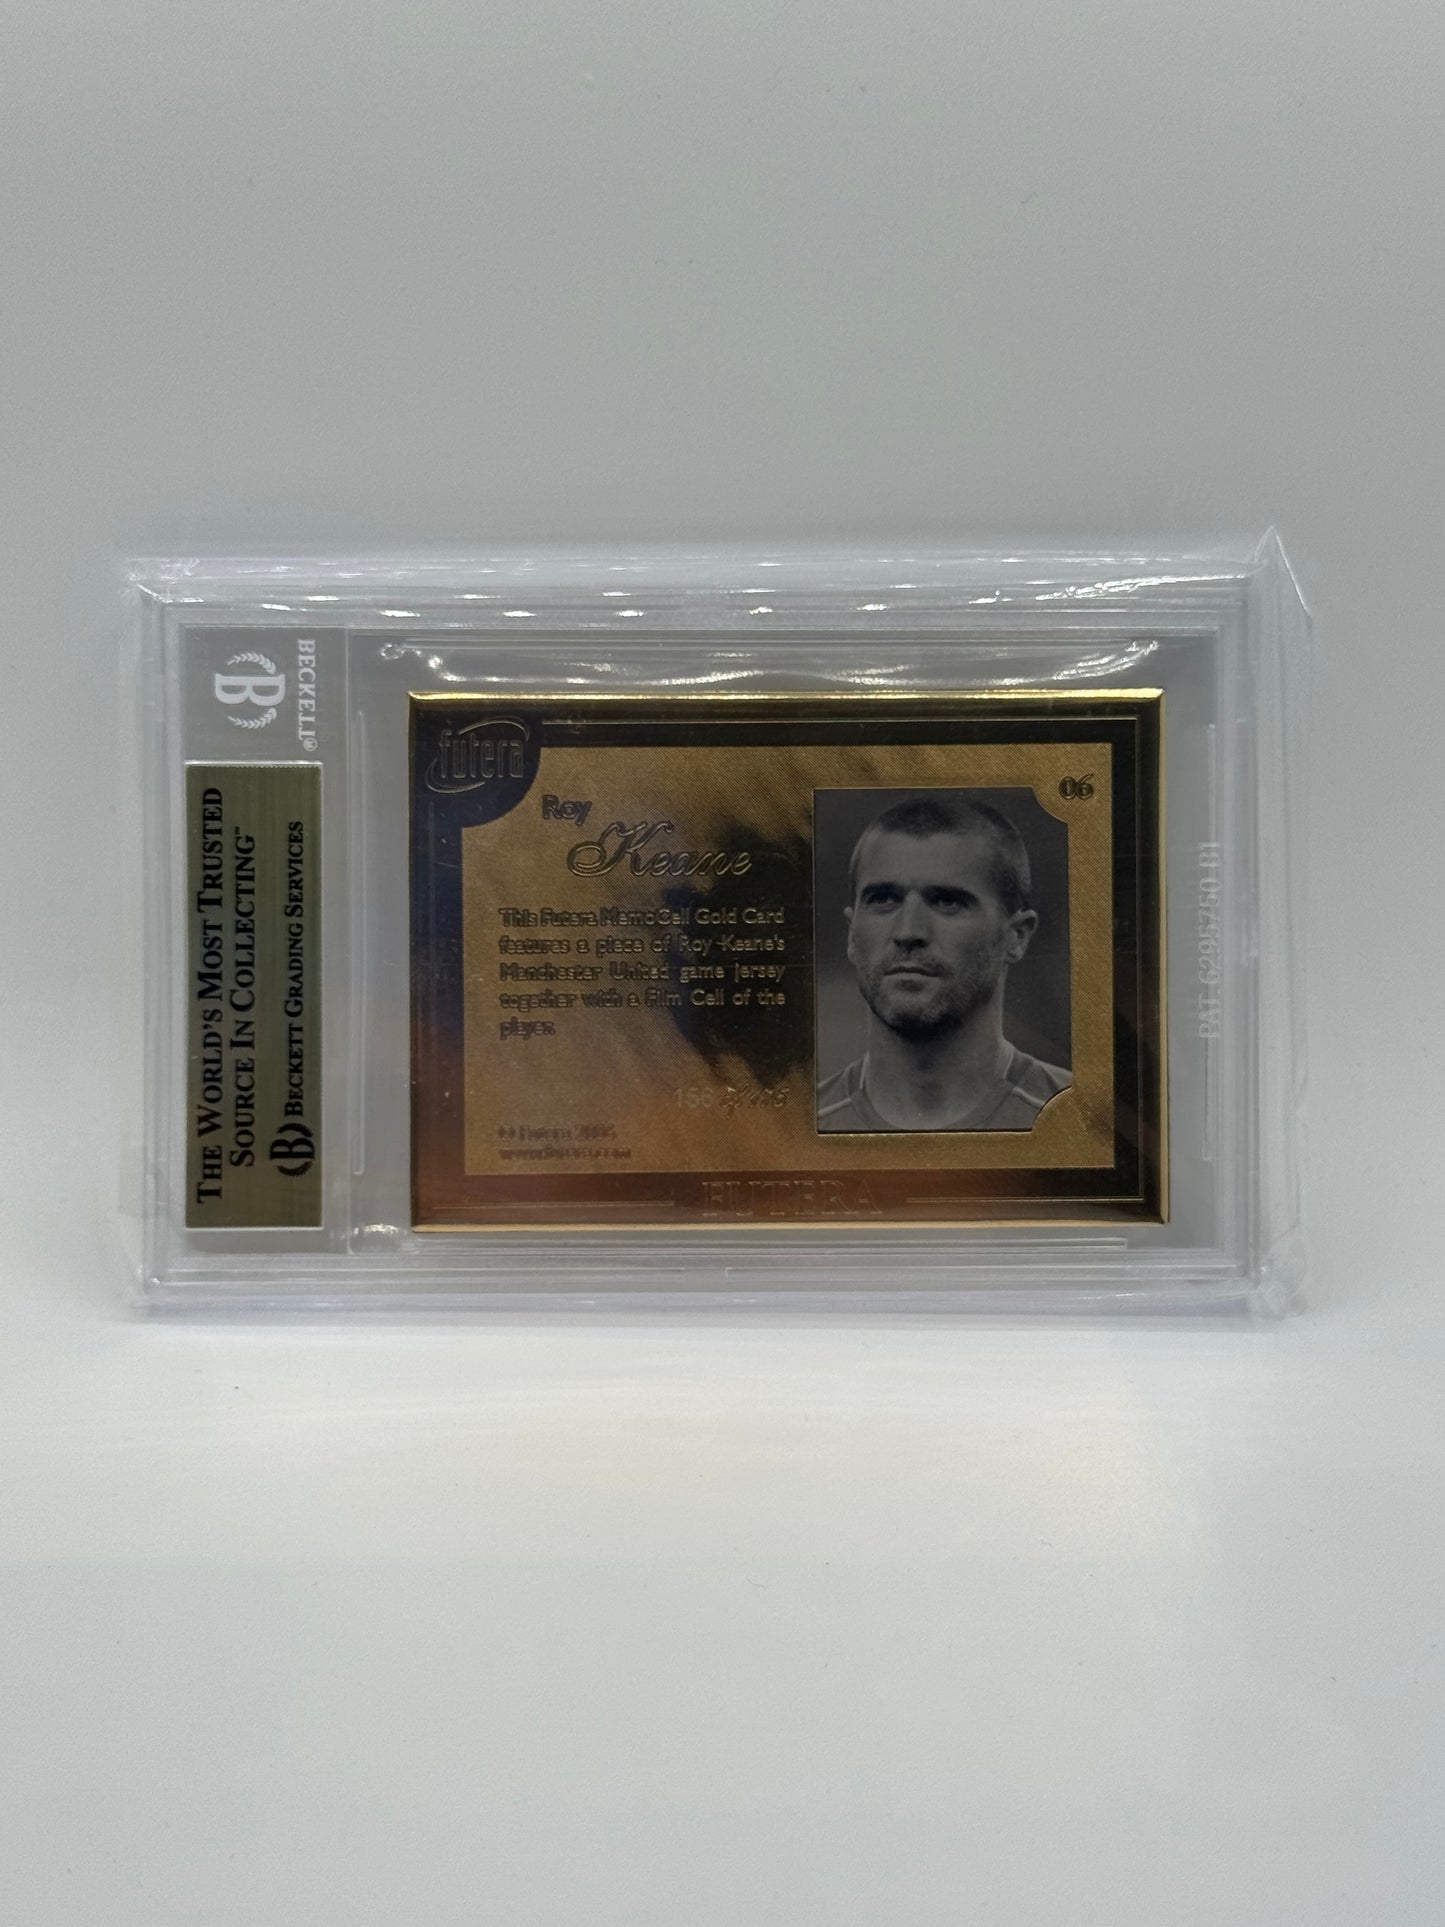 BECKETT®
B
THE WORLD'S MOST TRUSTED
SOURCE IN COLLECTING™
B BECKETT GRADING SERVICES
futera
06
Roy
Keane
This Futera MemoCell Gold Card
features a piece of Roy Keane's
Manchester United game jersey
together with a Film Cell of the
player.
156
© Futera
FUTERA
PAT. 6295750 B1